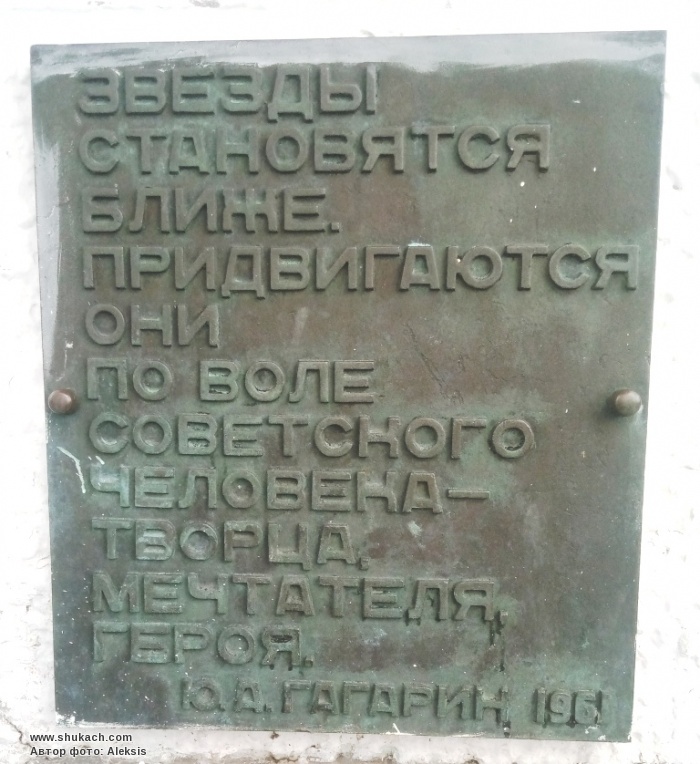 ЗВЕЗДЫ
СТАНОВЯТСЯ
БЛИЖЕ.
ПРИДВИГАЮТСЯ
ОНИ
ПО ВОЛЕ
СОВЕТСКОГО
ЧЕЛОВЕКА—
ТВОРЦА,
МЕЧТАТЕЛЯ,
ГЕРОЯ.
Ю.А. ГАГАРИН 1961
www.shukach.com
Автор фото: Aleksis